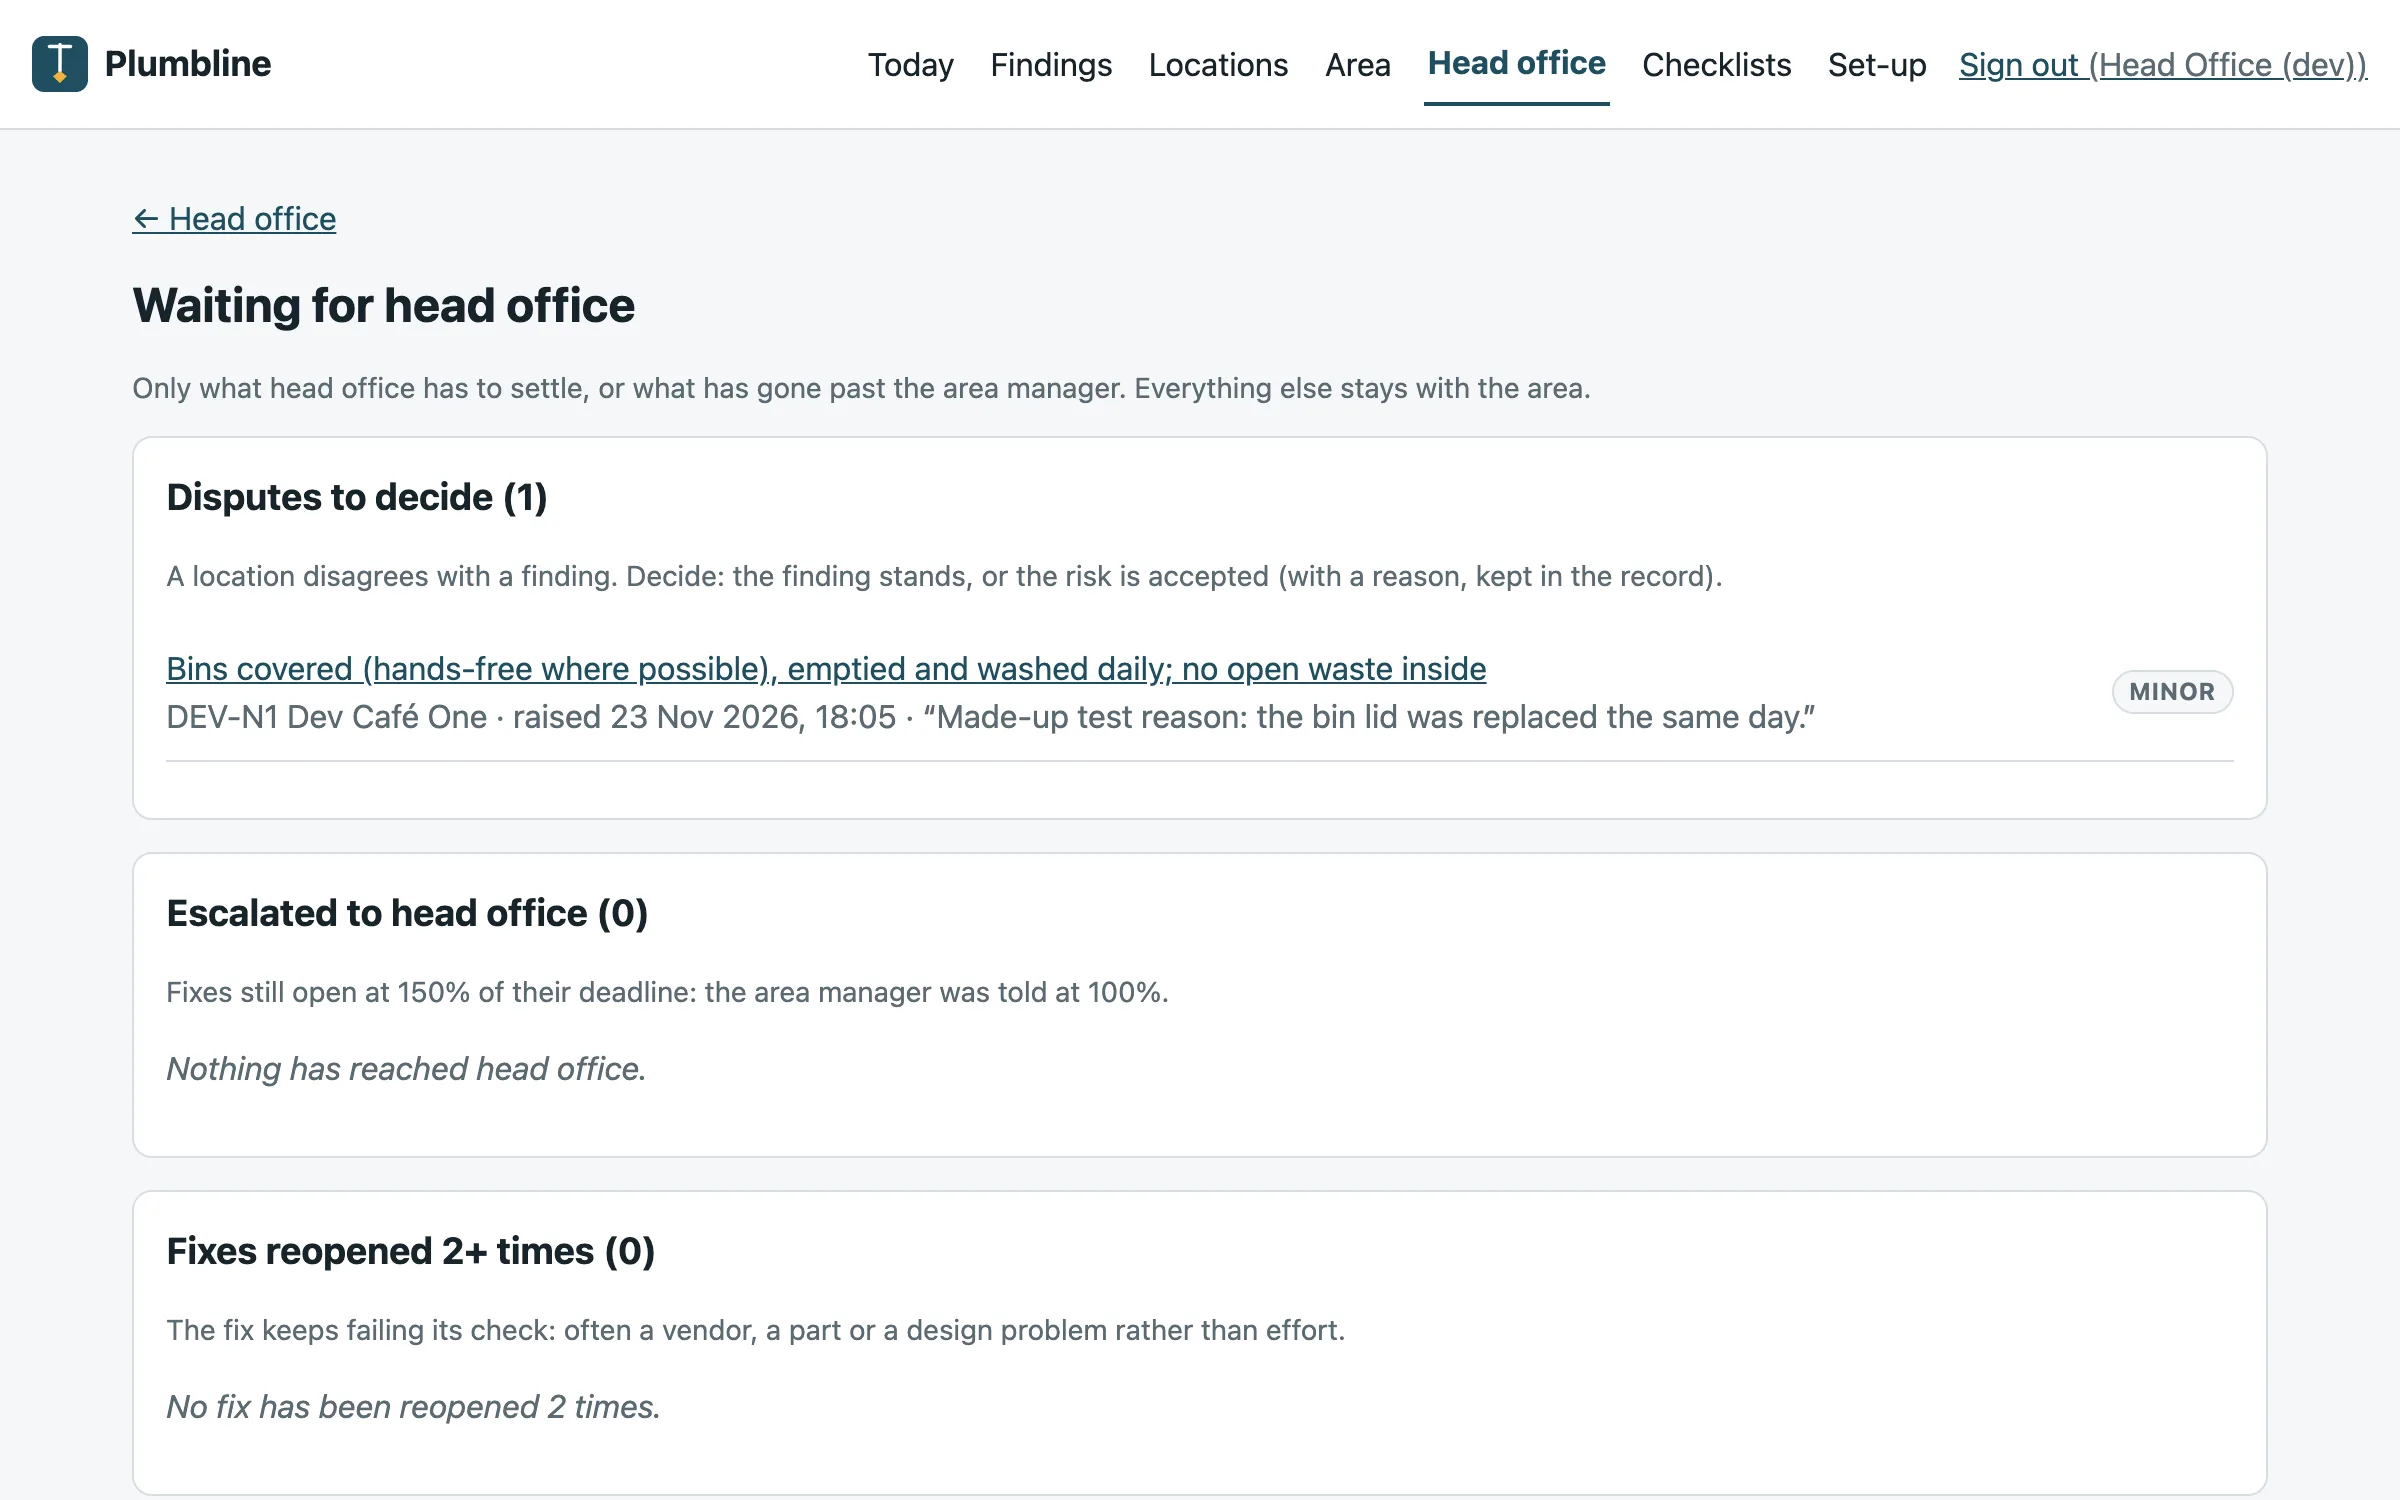 Plumbline
Today Findings Locations Area Head office Checklists Set-up Sign out (Head Office (dev))
← Head office
Waiting for head office
Only what head office has to settle, or what has gone past the area manager. Everything else stays with the area.
Disputes to decide (1)
A location disagrees with a finding. Decide: the finding stands, or the risk is accepted (with a reason, kept in the record).
Bins covered (hands-free where possible), emptied and washed daily; no open waste inside
DEV-N1 Dev Café One · raised 23 Nov 2026, 18:05 · “Made-up test reason: the bin lid was replaced the same day.”
MINOR
Escalated to head office (0)
Fixes still open at 150% of their deadline: the area manager was told at 100%.
Nothing has reached head office.
Fixes reopened 2+ times (0)
The fix keeps failing its check: often a vendor, a part or a design problem rather than effort.
No fix has been reopened 2 times.